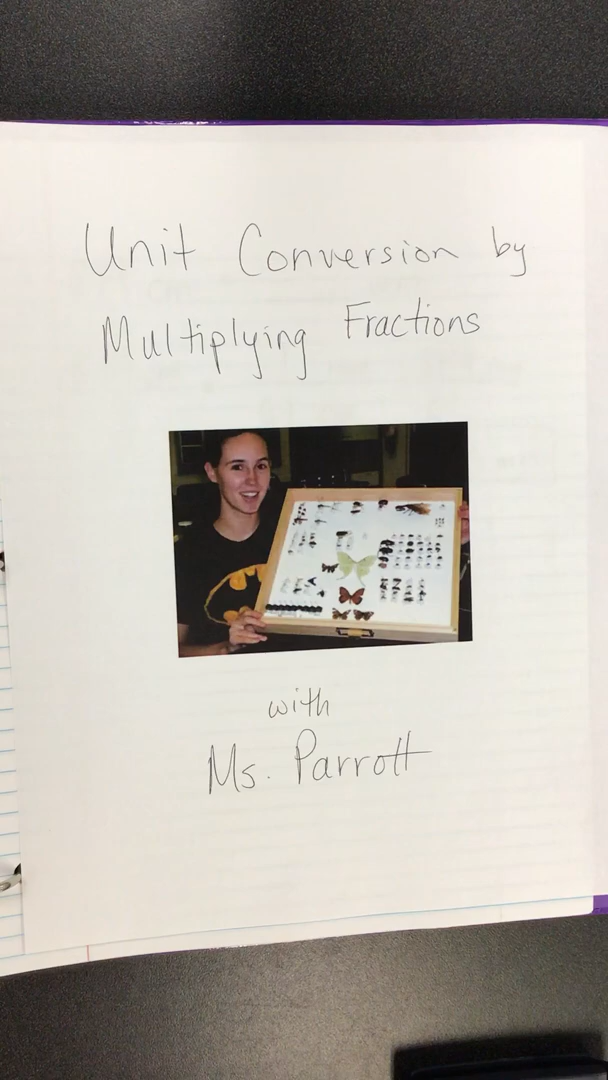 Unit Conversion by
Multiplying Fractions
with
Ms. Parrott